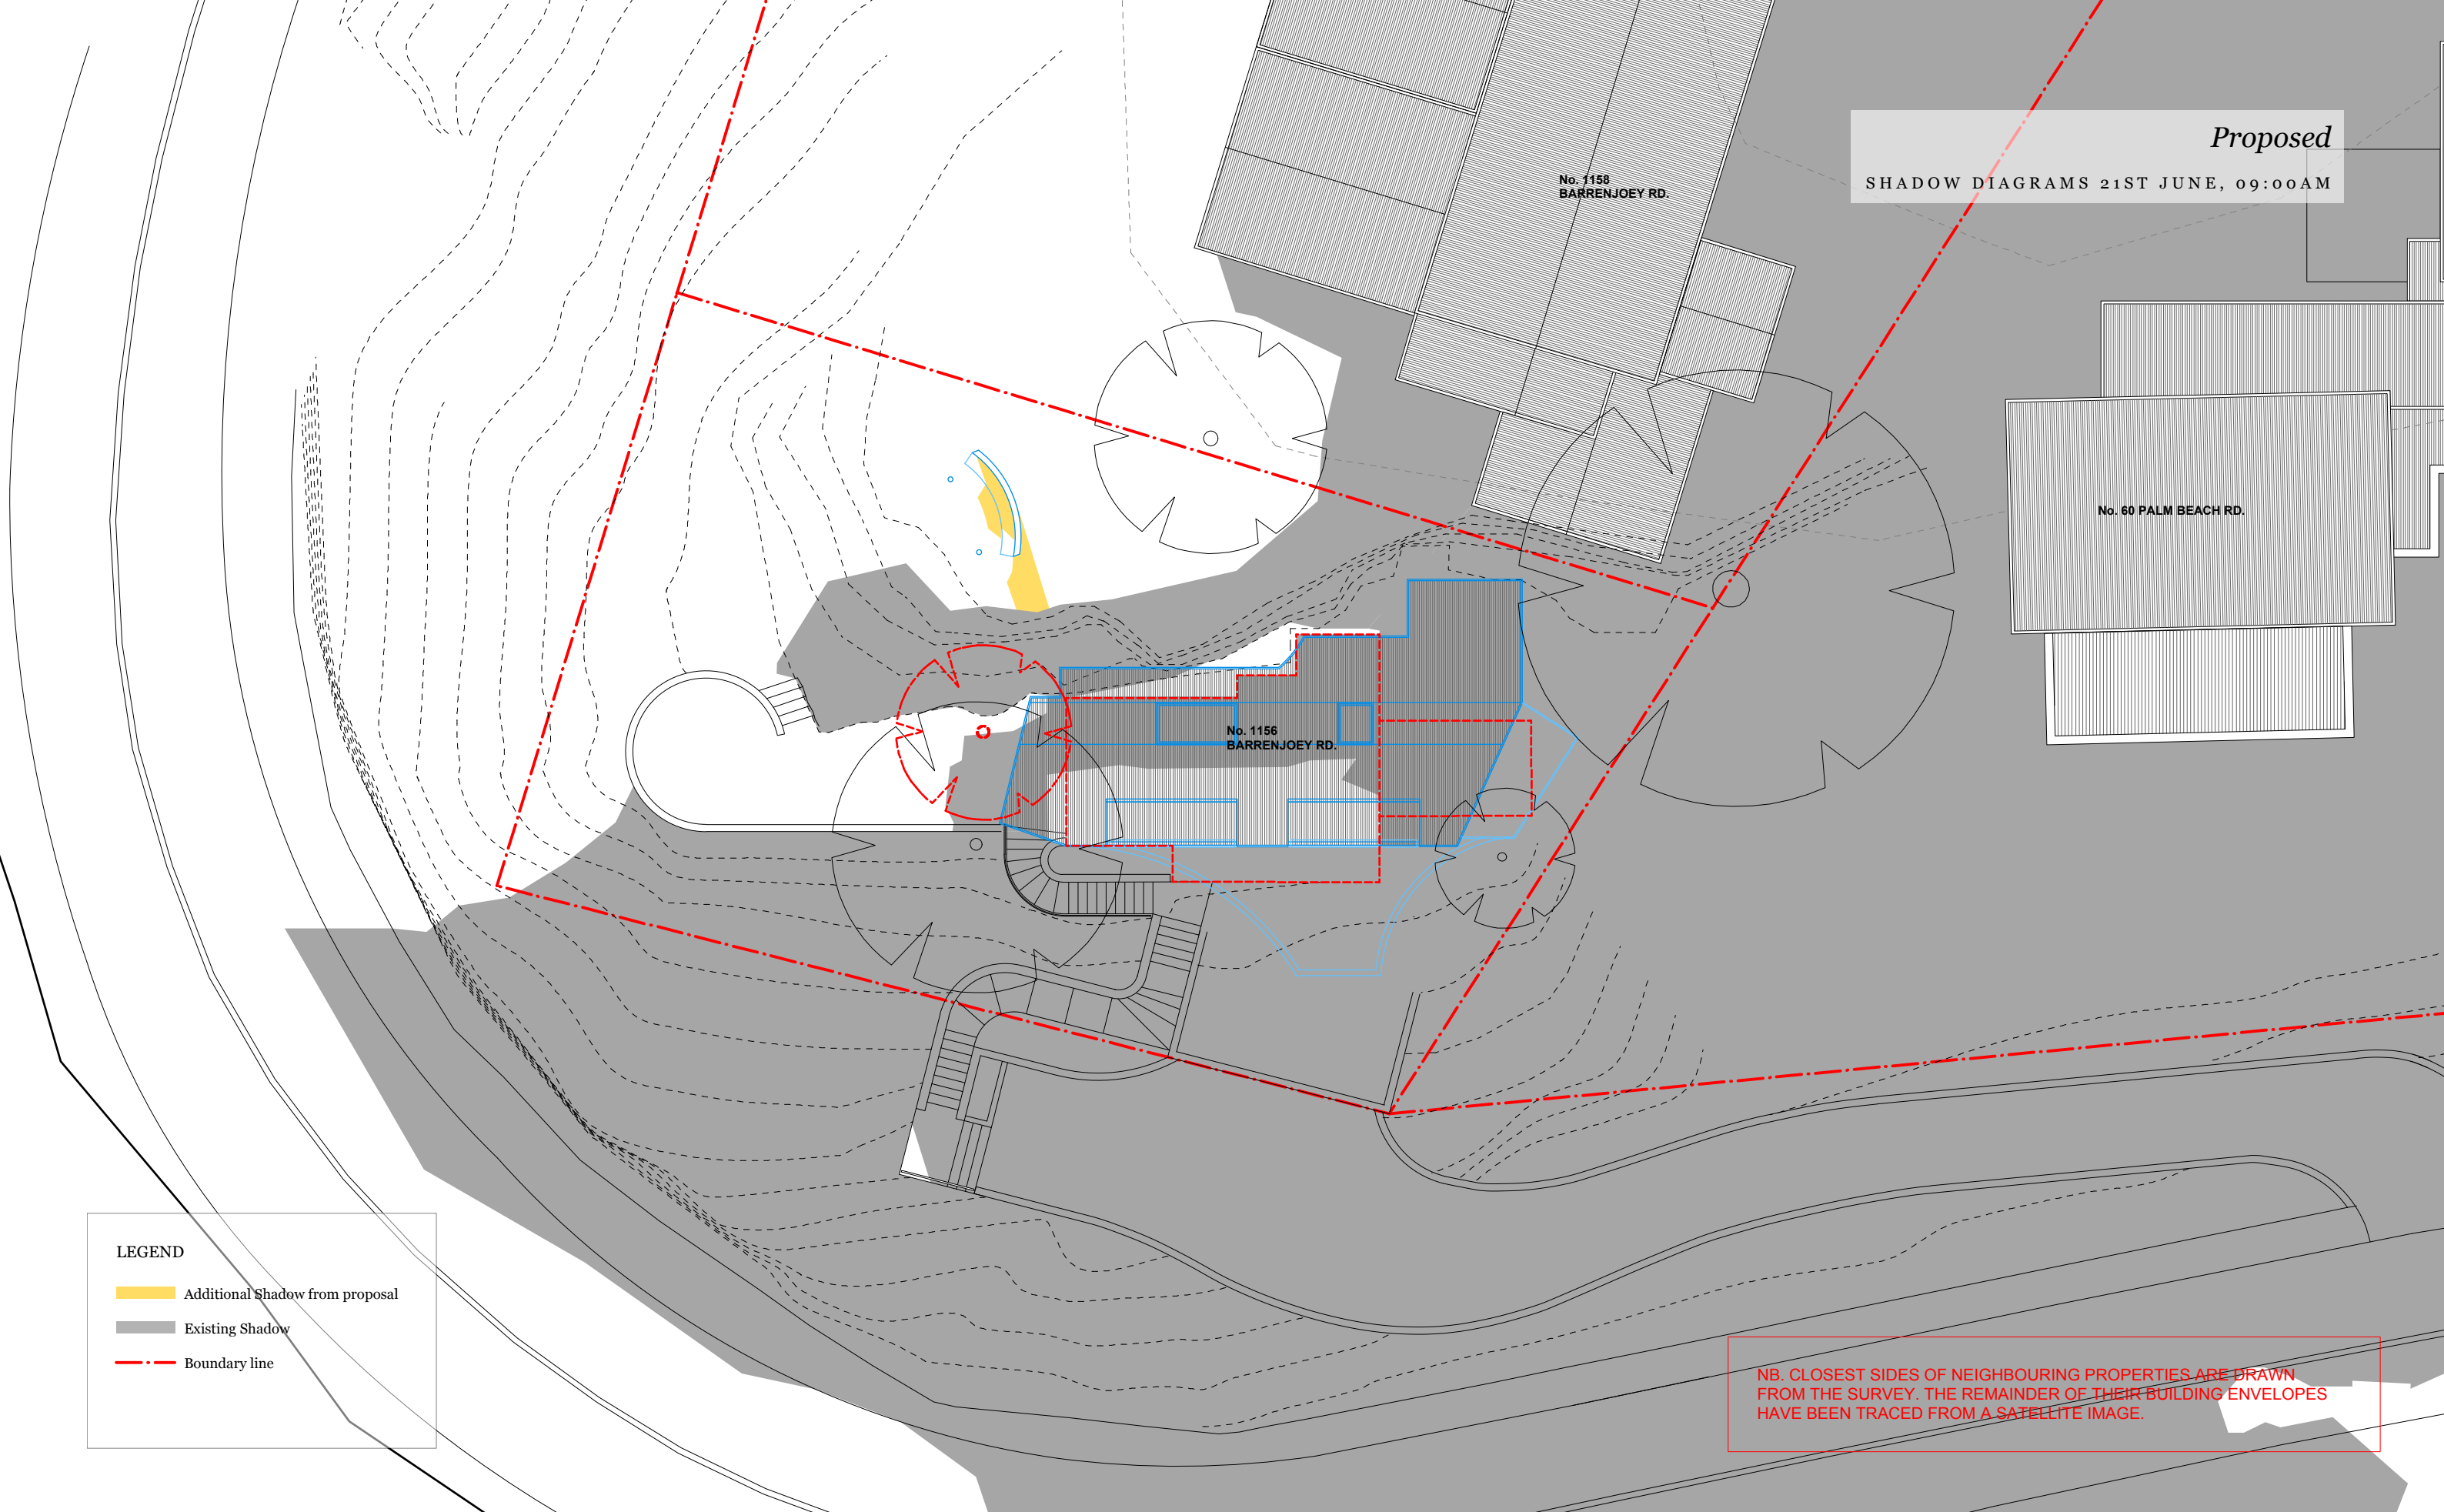 Proposed
SHADOW DIAGRAMS 21ST JUNE, 09:00AM
No. 1158
BARRENJOEY RD.
No. 60 PALM BEACH RD.
No. 1156
BARRENJOEY RD.
LEGEND
Additional Shadow from proposal
Existing Shadow
Boundary line
NB. CLOSEST SIDES OF NEIGHBOURING PROPERTIES ARE DRAWN
FROM THE SURVEY. THE REMAINDER OF THEIR BUILDING ENVELOPES
HAVE BEEN TRACED FROM A SATELLITE IMAGE.